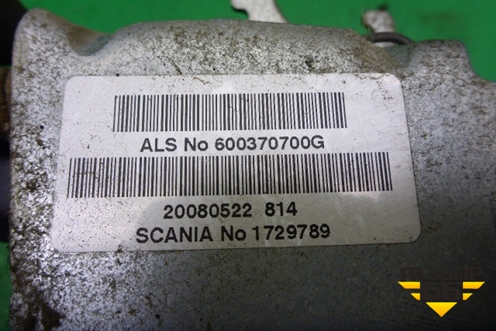 ALS No 600370700G
20080522 814
SCANIA No 1729789